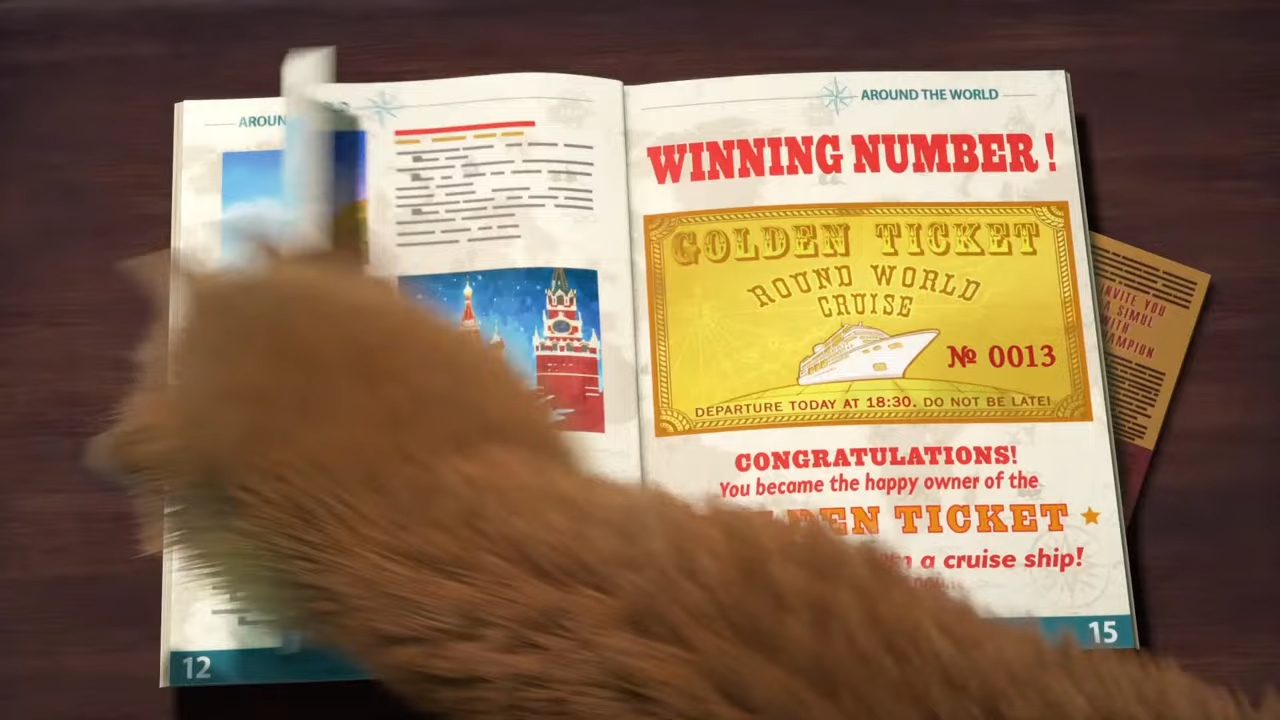 AROUN
12
AROUND THE WORLD
WINNING NUMBER !
GOLDEN TICKET
ROUND WORLD
CRUISE
№ 0013
DEPARTURE TODAY AT 18:30. DO NOT BE LATE!
CONGRATULATIONS!
You became the happy owner of the
DEN TICKET
a cruise ship!
15
NVITE YOU
A SIMUL
WITH
AMPION